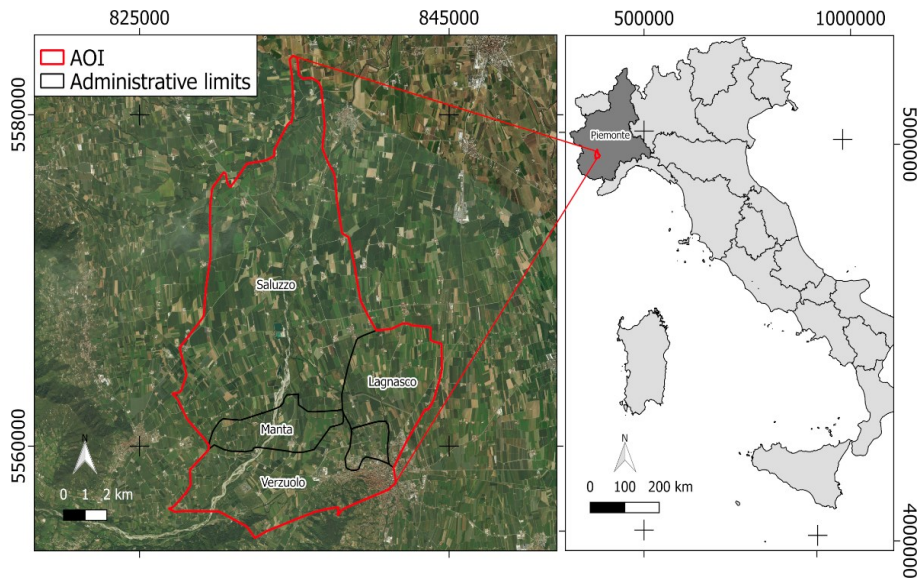 825000 845000
AOI
Administrative limits
5580000
5560000
Saluzzo
Lagnasco
Manta
Verzuolo
N
0 1 2 km
500000 1000000
Piemonte
5000000
4000000
N
0 100 200 km